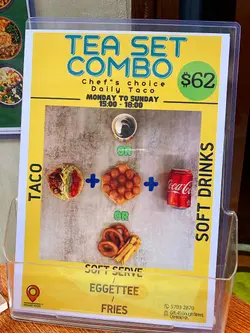 TEA SET
COMBO
Chef's choice
Daily Taco
$62
MONDAY TO SUNDAY
15:00 - 18:00
OR
TACO
+
+
Coca-Cola
SOFT DRINKS
OR
SOFT SERVE
/
EGGETTEE
/
FRIES